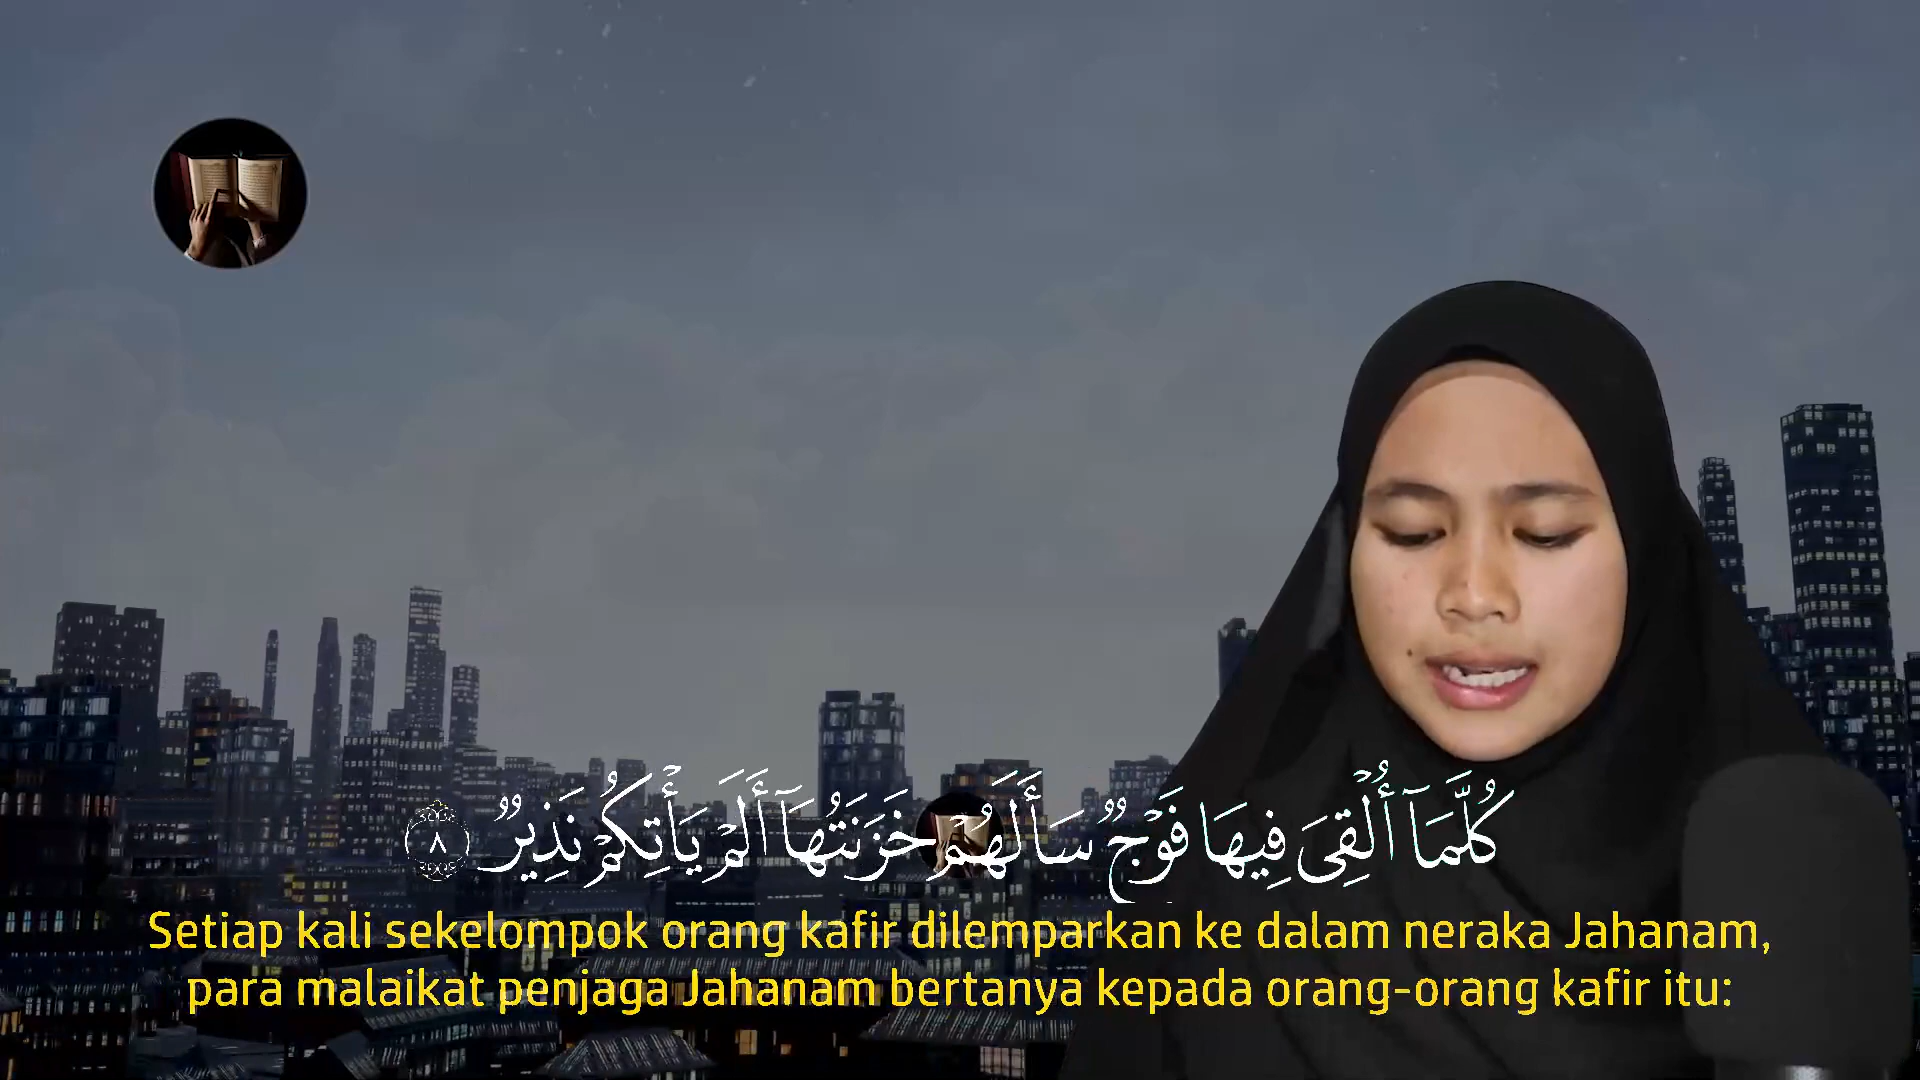 كُلَّمَآ أُلْقِىَ فِيهَا فَوْجٌ سَأَلَهُمْ خَزَنَتُهَآ أَلَمْ يَأْتِكُمْ نَذِيرٌ ٨
Setiap kali sekelompok orang kafir dilemparkan ke dalam neraka Jahanam,
para malaikat penjaga Jahanam bertanya kepada orang-orang kafir itu: